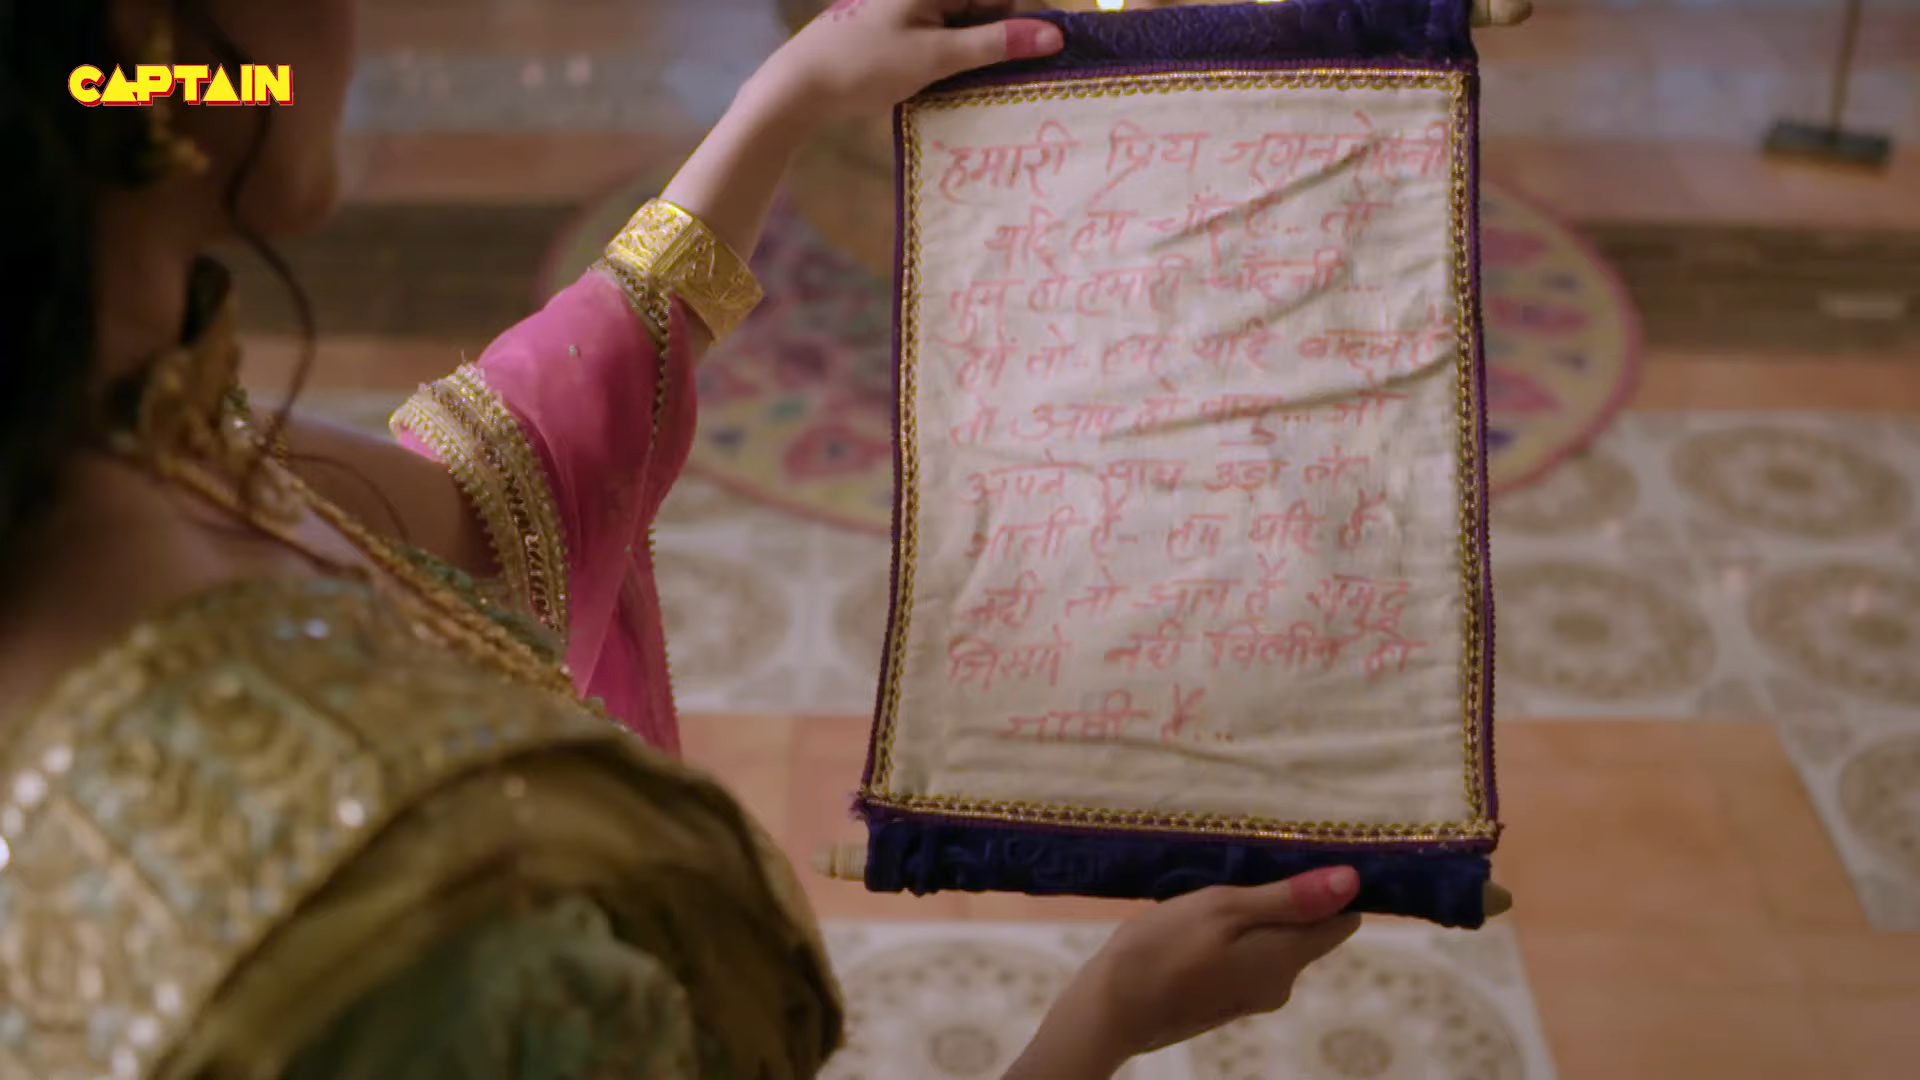 CAPTAIN
हमारी प्रिय मृगनयनी
यदि हम चाँद हैं... तो
तुम हो हमारी चाँदनी...
हम यदि बादल हैं
तो आप हो वायु... जो
अपने साथ उड़ा ले
जाती हैं- हम यदि हैं
नदी तो आप हैं समुद्र
जिसमे नदी विलीन हो
जाती हैं...